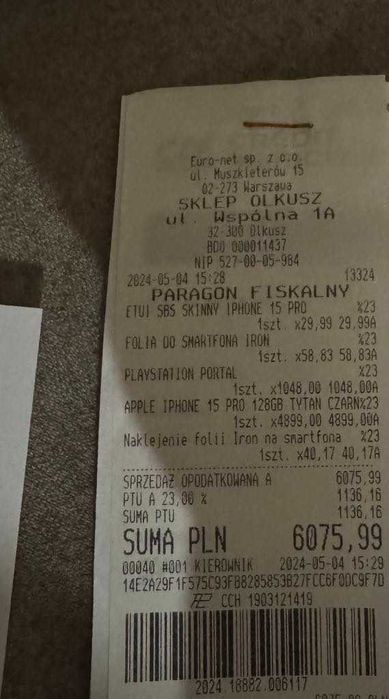 Euro-net sp. z o.o.
ul. Muszkieterów 15
02-273 Warszawa
SKLEP OLKUSZ
ul. Wspólna 1A
32-300 Olkusz
BDO 000011437
NIP 527-00-05-984
2024-05-04 15:28 13324
PARAGON FISKALNY
ETUI SBS SKINNY IPHONE 15 PRO %23
1szt. x29,99 29,99A
FOLIA DO SMARTFONA IRON %23
1szt. x58,83 58,83A
PLAYSTATION PORTAL %23
1szt. x1048,00 1048,00A
APPLE IPHONE 15 PRO 128GB TYTAN CZARN%23
1szt. x4899,00 4899,00A
Naklejenie folii Iron na smartfona %23
1szt. x40,17 40,17A
SPRZEDAŻ OPODATKOWANA A 6075,99
PTU A 23,00 % 1136,16
SUMA PTU 1136,16
SUMA PLN 6075,99
00040 #001 KIEROWNIK 2024-05-04 15:29
14E2A29F1F575C93FB8285853B27FCC6F0DC9F7D
CCH 1903121419
2024.18882.006117